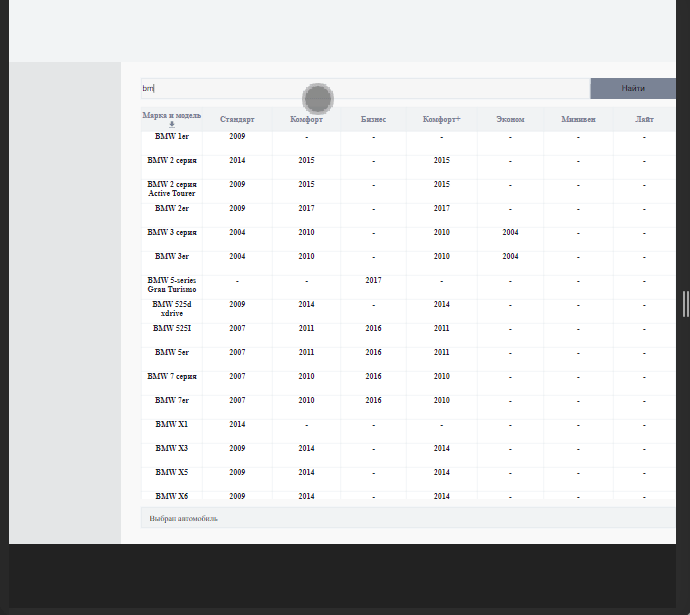 bm
Найти
Марка и модель Стандарт Комфорт Бизнес Комфорт+ Эконом Минивен Лайт
BMW 1er 2009 - - - - - -
BMW 2 серия 2014 2015 - 2015 - - -
BMW 2 серия Active Tourer 2009 2015 - 2015 - - -
BMW 2er 2009 2017 - 2017 - - -
BMW 3 серия 2004 2010 - 2010 2004 - -
BMW 3er 2004 2010 - 2010 2004 - -
BMW 5-series Gran Turismo - - 2017 - - - -
BMW 525d xdrive 2009 2014 - 2014 - - -
BMW 525I 2007 2011 2016 2011 - - -
BMW 5er 2007 2011 2016 2011 - - -
BMW 7 серия 2007 2010 2016 2010 - - -
BMW 7er 2007 2010 2016 2010 - - -
BMW X1 2014 - - - - - -
BMW X3 2009 2014 - 2014 - - -
BMW X5 2009 2014 - 2014 - - -
BMW X6 2009 2014 - 2014 - - -
Выбран автомобиль